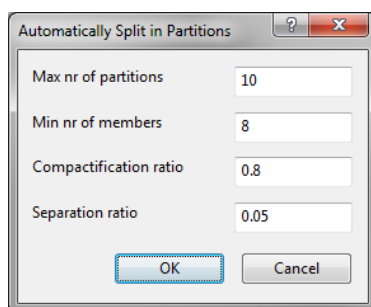 Automatically Split in Partitions
Max nr of partitions 10
Min nr of members 8
Compactification ratio 0.8
Separation ratio 0.05
OK Cancel